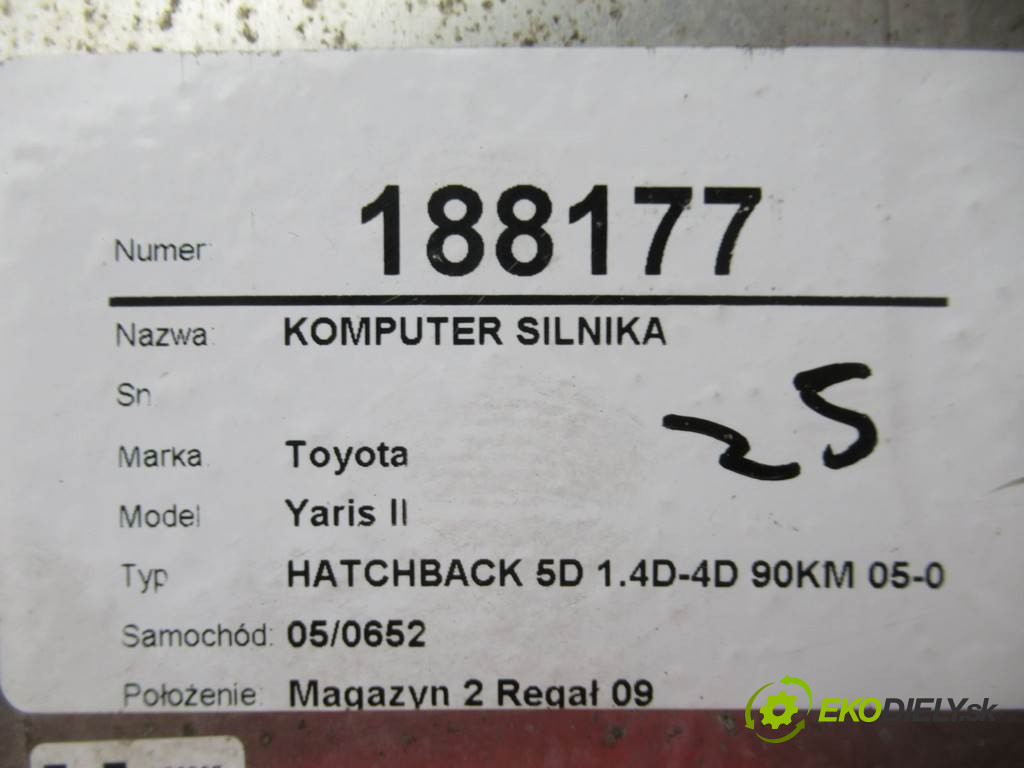 Numer: 188177
Nazwa: KOMPUTER SILNIKA
Sn
25
Marka Toyota
Model Yaris II
Typ HATCHBACK 5D 1.4D-4D 90KM 05-0
Samochód: 05/0652
Położenie: Magazyn 2 Regał 09
EKODIELY.sk